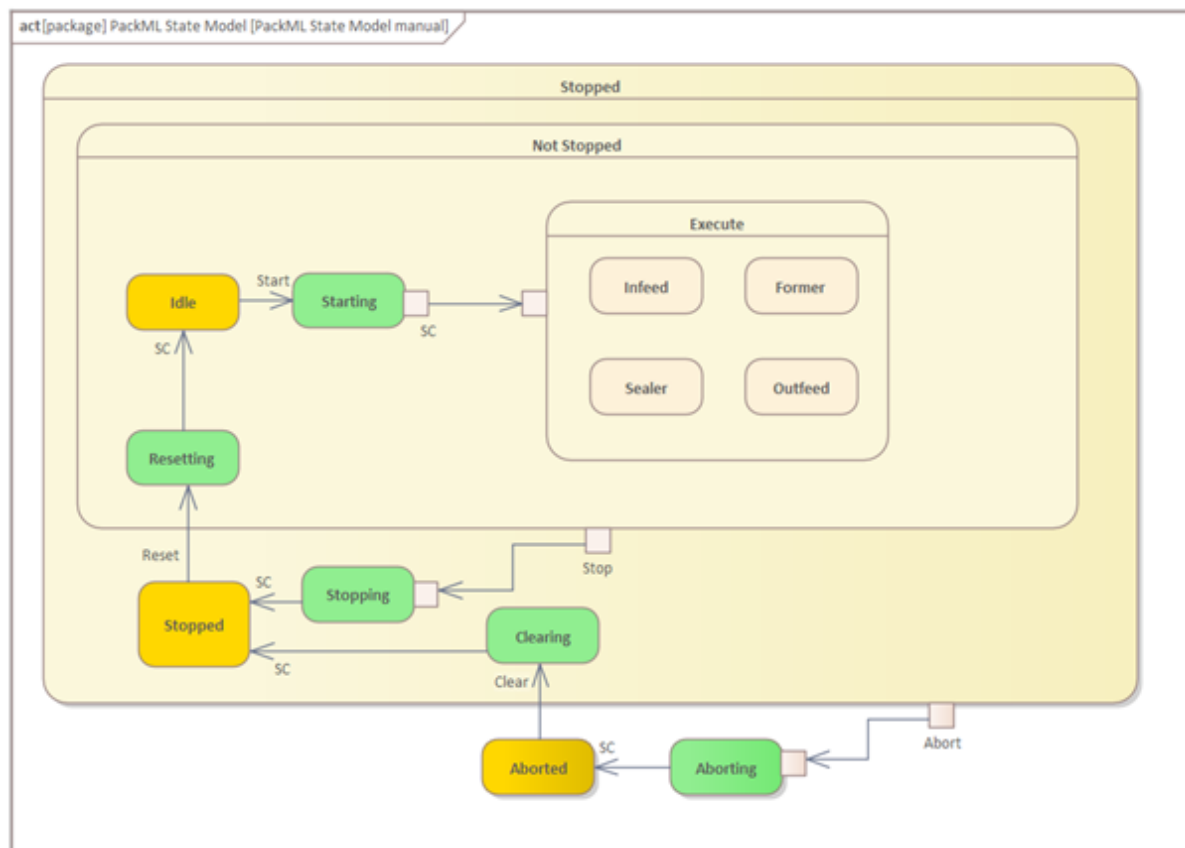 act [package] PackML State Model [PackML State Model manual]
Stopped
Not Stopped
Execute
Infeed
Former
Start
Idle
Starting
SC
SC
Sealer
Outfeed
Resetting
Reset
Stop
SC
Stopping
Stopped
Clearing
SC
Clear
Abort
SC
Aborted
Aborting